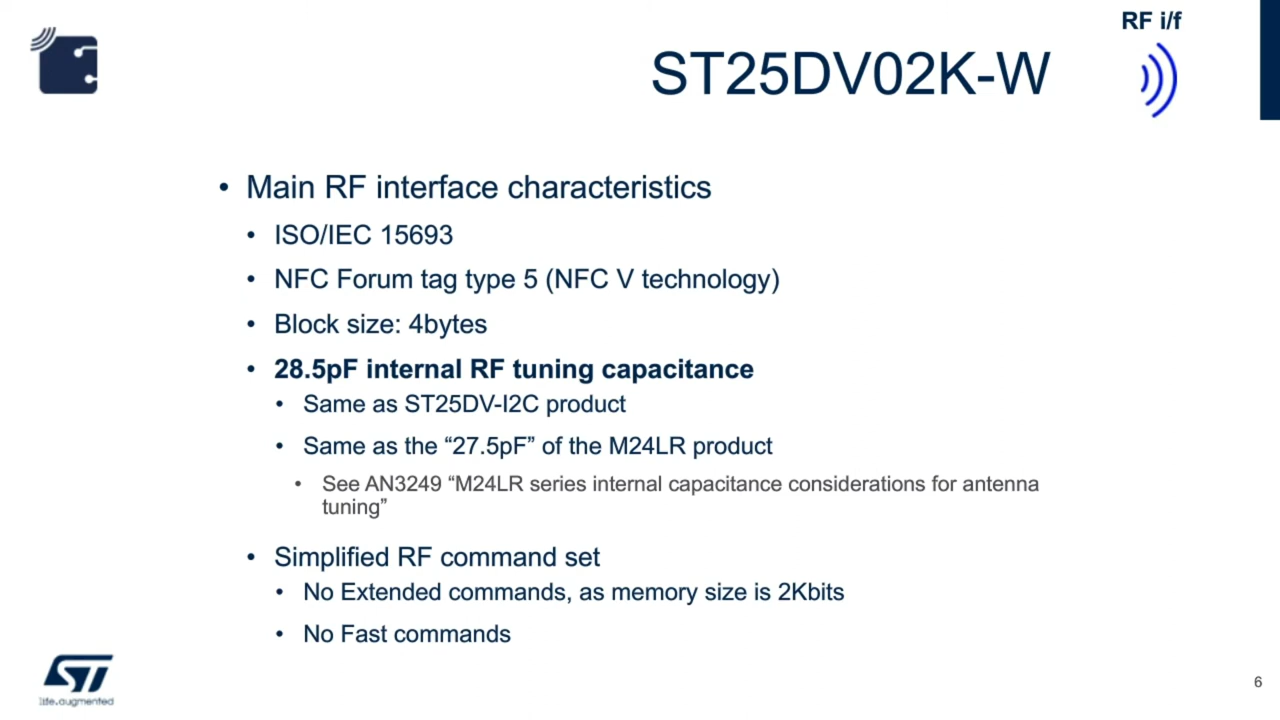 RF i/f
ST25DV02K-W
• Main RF interface characteristics
• ISO/IEC 15693
• NFC Forum tag type 5 (NFC V technology)
• Block size: 4bytes
• 28.5pF internal RF tuning capacitance
• Same as ST25DV-I2C product
• Same as the “27.5pF” of the M24LR product
• See AN3249 “M24LR series internal capacitance considerations for antenna
tuning”
• Simplified RF command set
• No Extended commands, as memory size is 2Kbits
• No Fast commands
ST
life.augmented
6